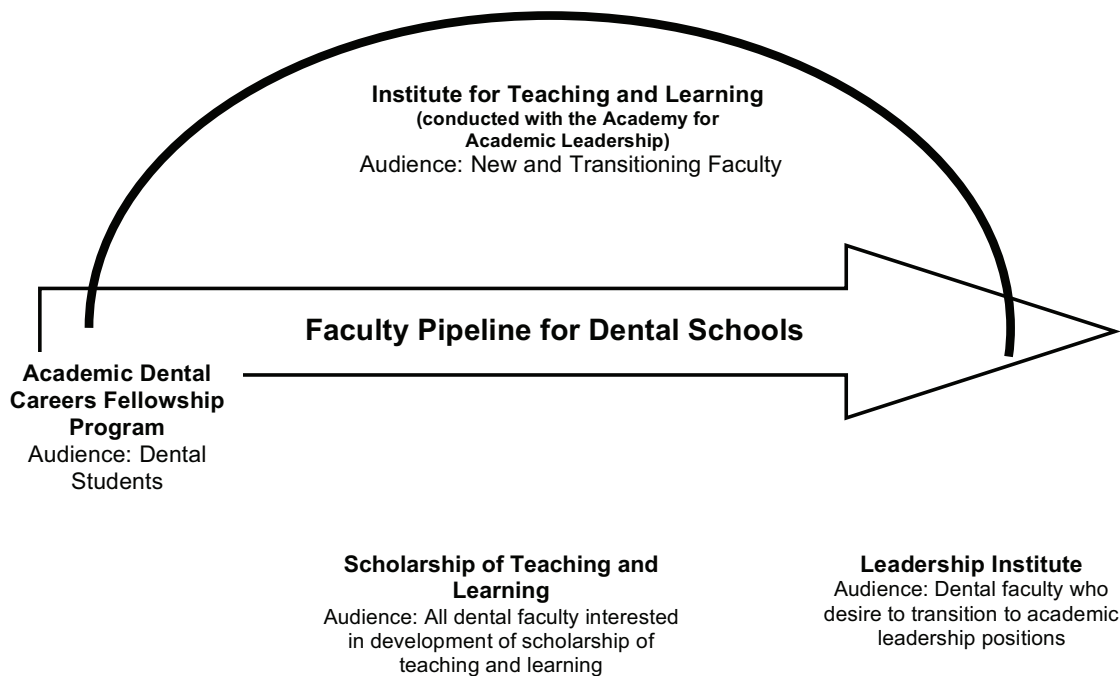 Institute for Teaching and Learning
(conducted with the Academy for
Academic Leadership)
Audience: New and Transitioning Faculty
Faculty Pipeline for Dental Schools
Academic Dental
Careers Fellowship
Program
Audience: Dental
Students
Scholarship of Teaching and
Learning
Audience: All dental faculty interested
in development of scholarship of
teaching and learning
Leadership Institute
Audience: Dental faculty who
desire to transition to academic
leadership positions